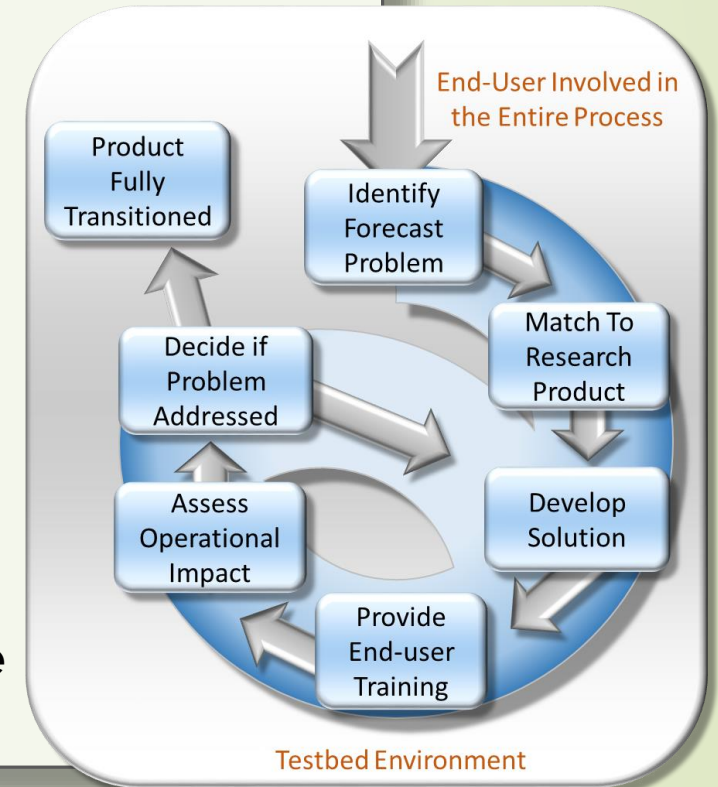 End-User Involved in
the Entire Process
Product
Fully
Transitioned
Identify
Forecast
Problem
Match To
Research
Product
Decide if
Problem
Addressed
Assess
Operational
Impact
Develop
Solution
Provide
End-user
Training
e
Testbed Environment